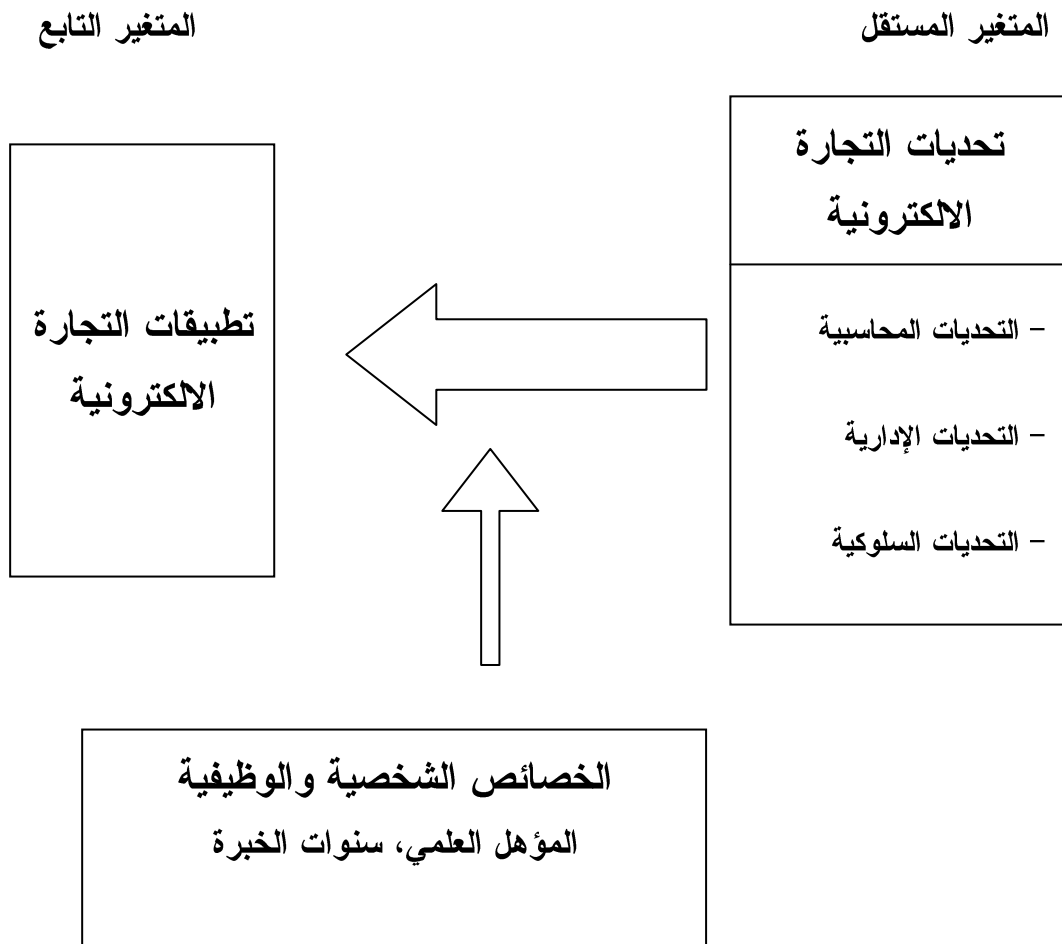 المتغير المستقل
المتغير التابع
تحديات التجارة
الالكترونية
- التحديات المحاسبية
- التحديات الإدارية
- التحديات السلوكية
تطبيقات التجارة
الالكترونية
الخصائص الشخصية والوظيفية
المؤهل العلمي، سنوات الخبرة